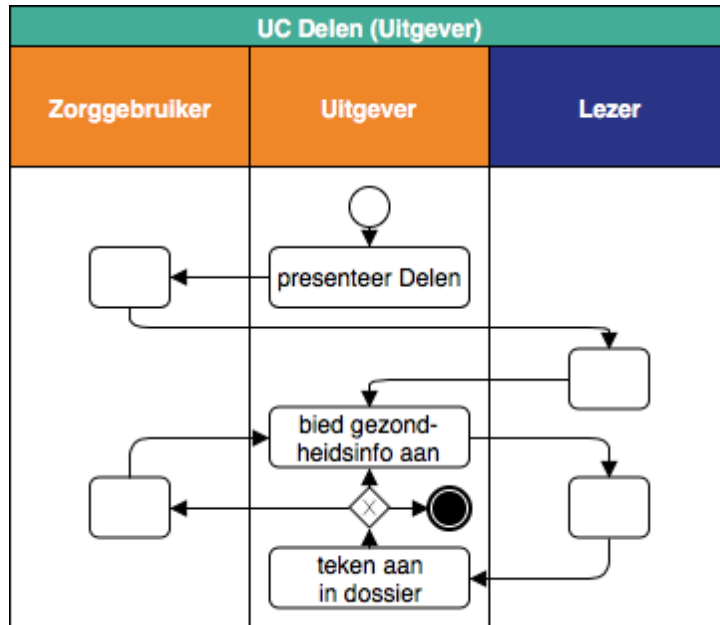 UC Delen (Uitgever)
Zorggebruiker
Uitgever
Lezer
presenteer Delen
bied gezond-
heidsinfo aan
X
teken aan
in dossier